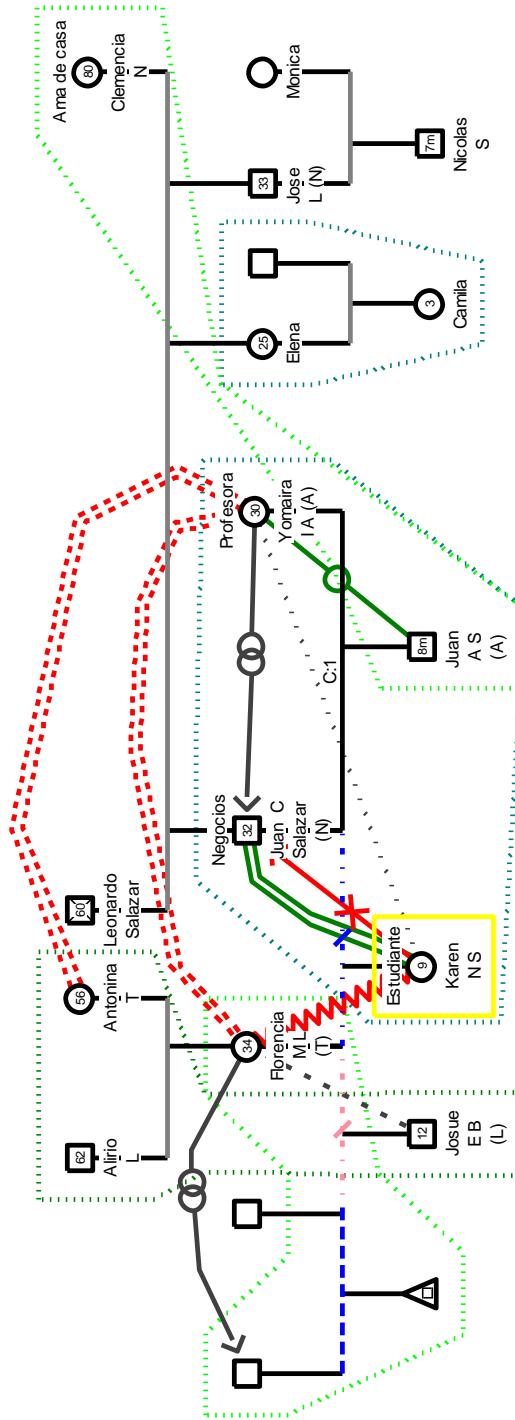 62
Alirio
L
56
Antonina
T
60
Leonardo
Salazar
Ama de casa
80
Clemencia
N
34
Florencia
M L
(T)
Negocios
32
Juan C
Salazar
(N)
Profesora
30
Yomaira
I A (A)
25
Elena
33
Jose
L (N)
Monica
C:1
12
Josue
E B
(L)
Estudiante
9
Karen
N S
8m
Juan
A S
(A)
3
Camila
7m
Nicolas
S